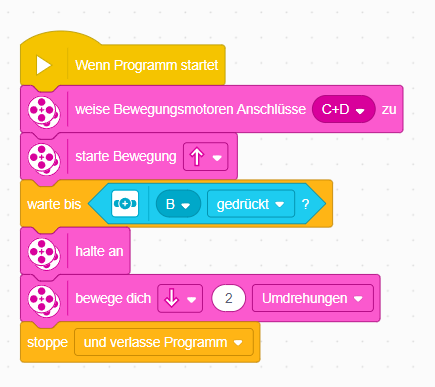 Wenn Programm startet
weise Bewegungsmotoren Anschlüsse C+D zu
starte Bewegung
warte bis B gedrückt ?
halte an
bewege dich 2 Umdrehungen
stoppe und verlasse Programm